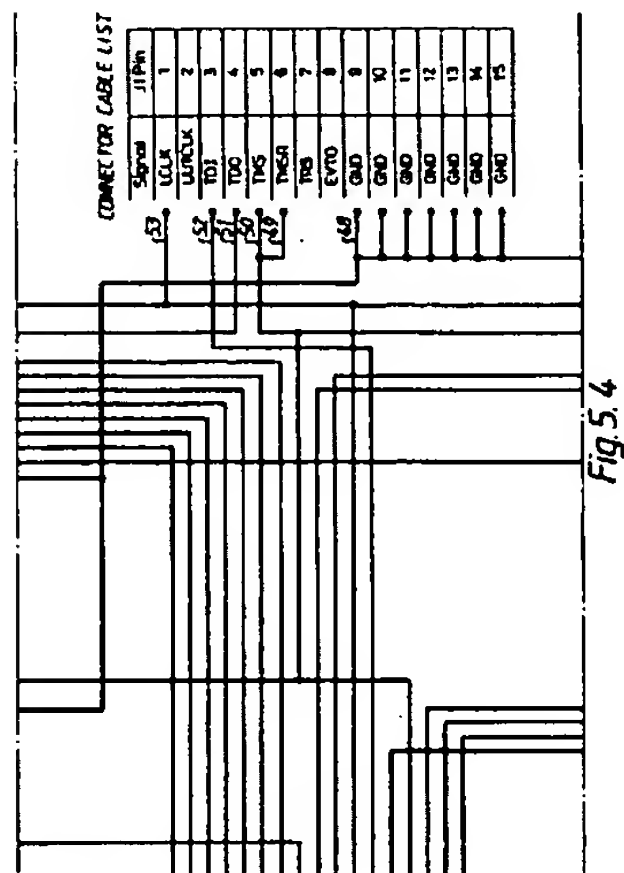 CONNECTOR CABLE LIST
Signal J1 Pin
LCLK 1
UUTCLK 2
TDI 3
TDO 4
TMS 5
TMSA 6
TRS 7
EVTO 8
GND 9
GND 10
GND 11
GND 12
GND 13
GND 14
GND 15
53
52
51
50
49
48
Fig. 5.4